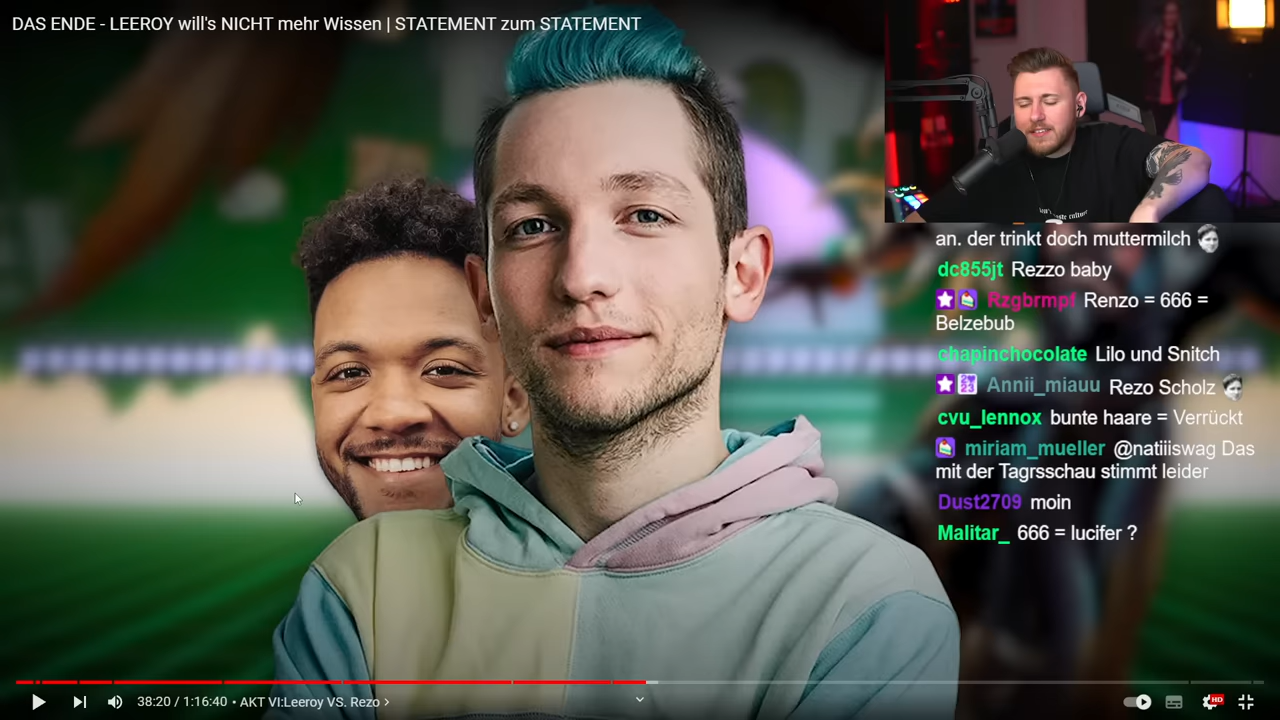 DAS ENDE - LEEROY will's NICHT mehr Wissen | STATEMENT zum STATEMENT
an. der trinkt doch muttermilch
dc855jt Rezzo baby
Rzgbrmpf Renzo = 666 =
Belzebub
chapinchocolate Lilo und Snitch
Annii_miauu Rezo Scholz
cvu_lennox bunte haare = Verrückt
miriam_mueller @natiiiswag Das
mit der Tagrsschau stimmt leider
Dust2709 moin
Malitar_ 666 = lucifer ?
38:20 / 1:16:40 • AKT VI:Leeroy VS. Rezo >
HD